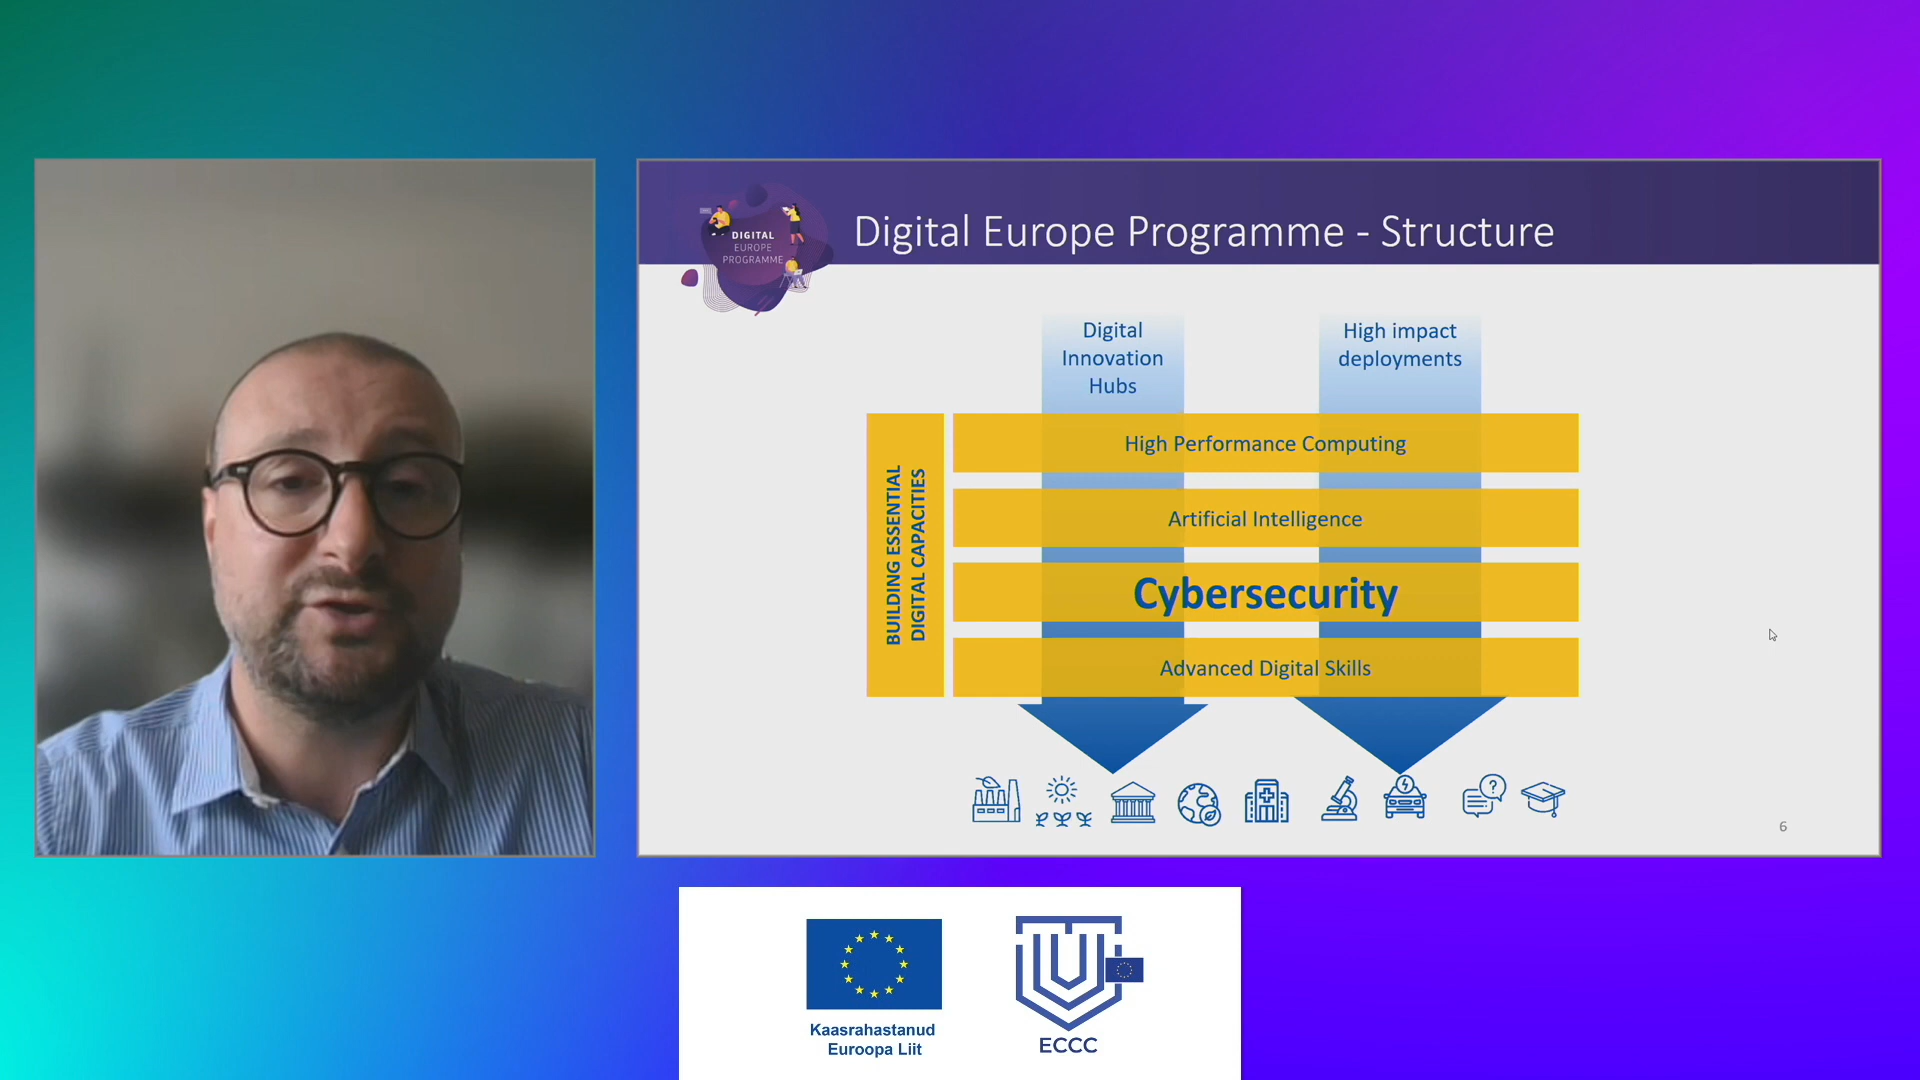 DIGITAL
EUROPE
PROGRAMME
Digital Europe Programme - Structure
Digital
Innovation
Hubs
High impact
deployments
BUILDING ESSENTIAL
DIGITAL CAPACITIES
High Performance Computing
Artificial Intelligence
Cybersecurity
Advanced Digital Skills
?
6
Kaasrahastanud
Euroopa Liit
ECCC